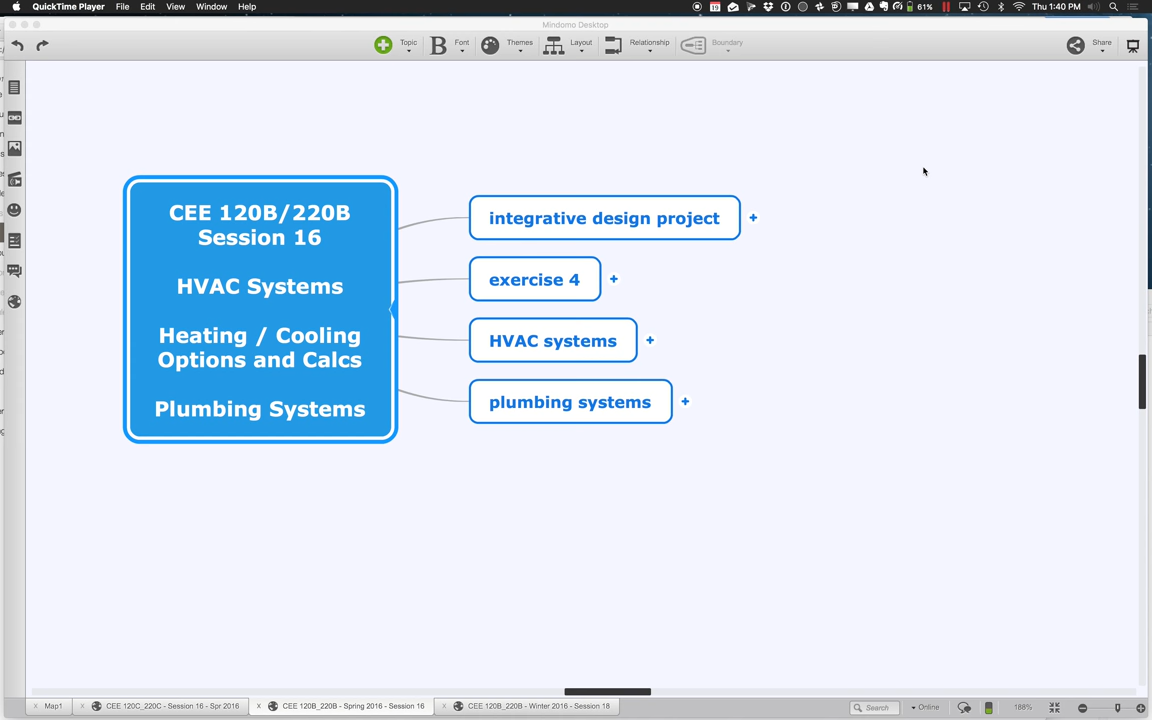 QuickTime Player File Edit View Window Help
19
61%
Thu 1:40 PM
Mindomo Desktop
Topic
B Font
Themes
Layout
Relationship
Boundary
Share
CEE 120B/220B
Session 16
HVAC Systems
Heating / Cooling
Options and Calcs
Plumbing Systems
integrative design project +
exercise 4 +
HVAC systems +
plumbing systems +
x Map1
x CEE 120C_220C - Session 16 - Spr 2016
x CEE 120B_220B - Spring 2016 - Session 16
x CEE 120B_220B - Winter 2016 - Session 18
Search
Online
188%